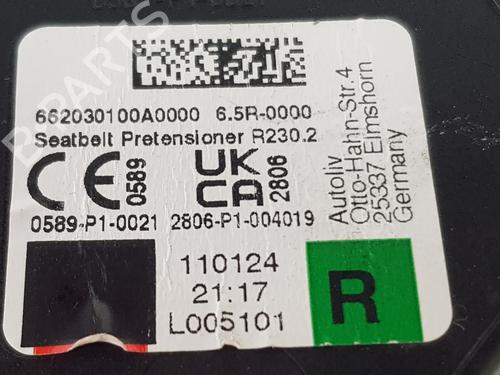 662030100A0000 6.5R-0000
Seatbelt Pretensioner R230.2
CE 0589
UK CA 2806
0589-P1-0021 2806-P1-004019
Autoliv
Otto-Hahn-Str.4
25337 Elmshorn
Germany
110124
21:17
L005101
R
B-PARTS